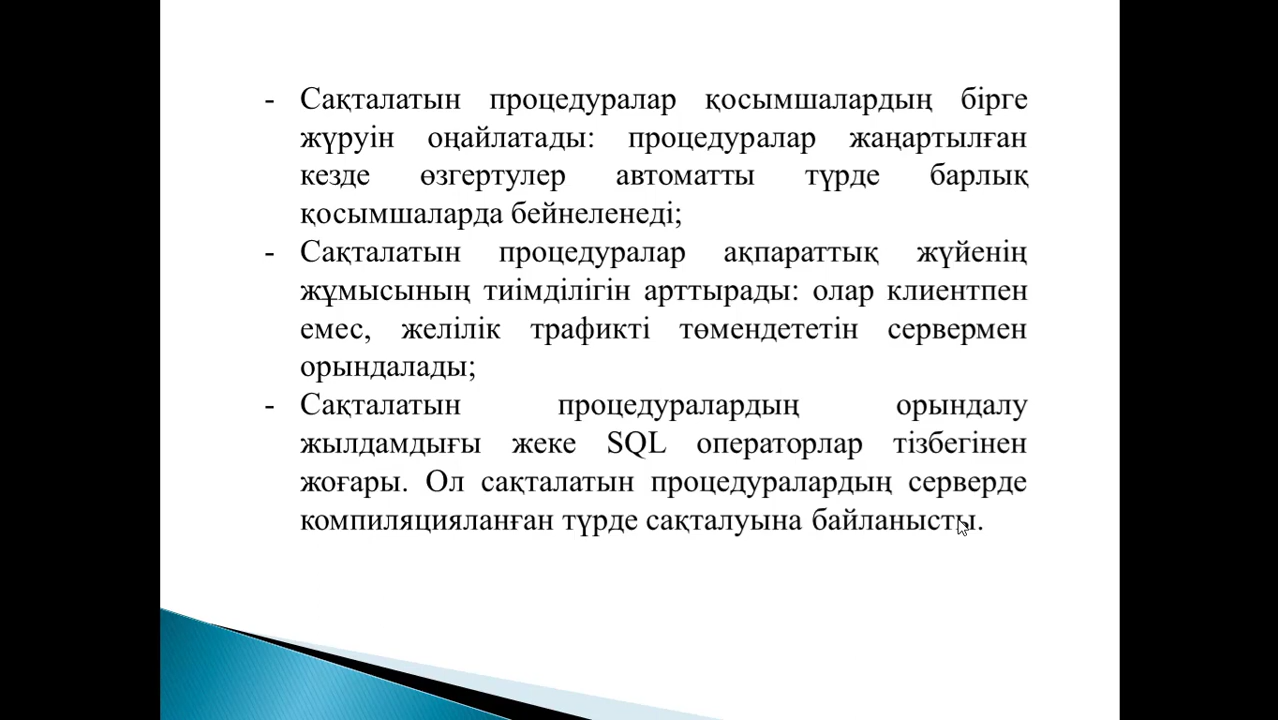 - Сақталатын процедуралар қосымшалардың бірге
жүруін оңайлатады: процедуралар жаңартылған
кезде өзгертулер автоматты түрде барлық
қосымшаларда бейнеленеді;
- Сақталатын процедуралар ақпараттық жүйенің
жұмысының тиімділігін арттырады: олар клиентпен
емес, желілік трафикті төмендететін сервермен
орындалады;
- Сақталатын процедуралардың орындалу
жылдамдығы жеке SQL операторлар тізбегінен
жоғары. Ол сақталатын процедуралардың серверде
компиляцияланған түрде сақталуына байланысты.